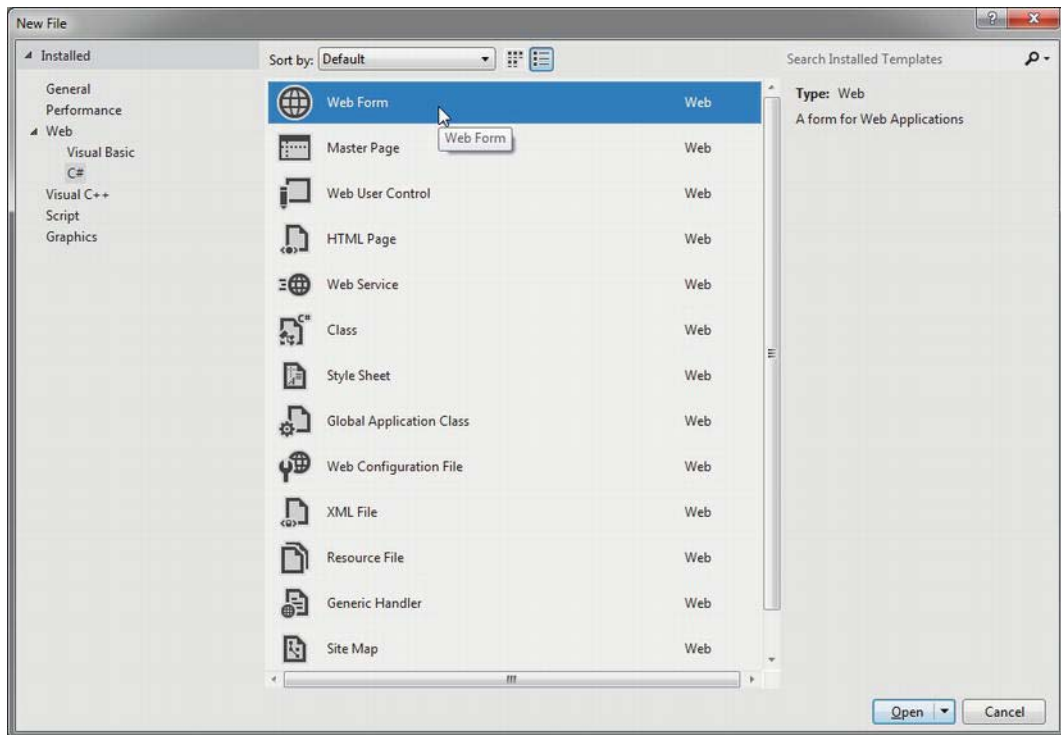 New File
Installed
General
Performance
Web
Visual Basic
C#
Visual C++
Script
Graphics
Sort by: Default
Web Form Web
Web Form
Master Page Web
Web User Control Web
HTML Page Web
Web Service Web
C#
Class Web
Style Sheet Web
Global Application Class Web
Web Configuration File Web
XML File Web
Resource File Web
Generic Handler Web
Site Map Web
Search Installed Templates
Type: Web
A form for Web Applications
Open
Cancel